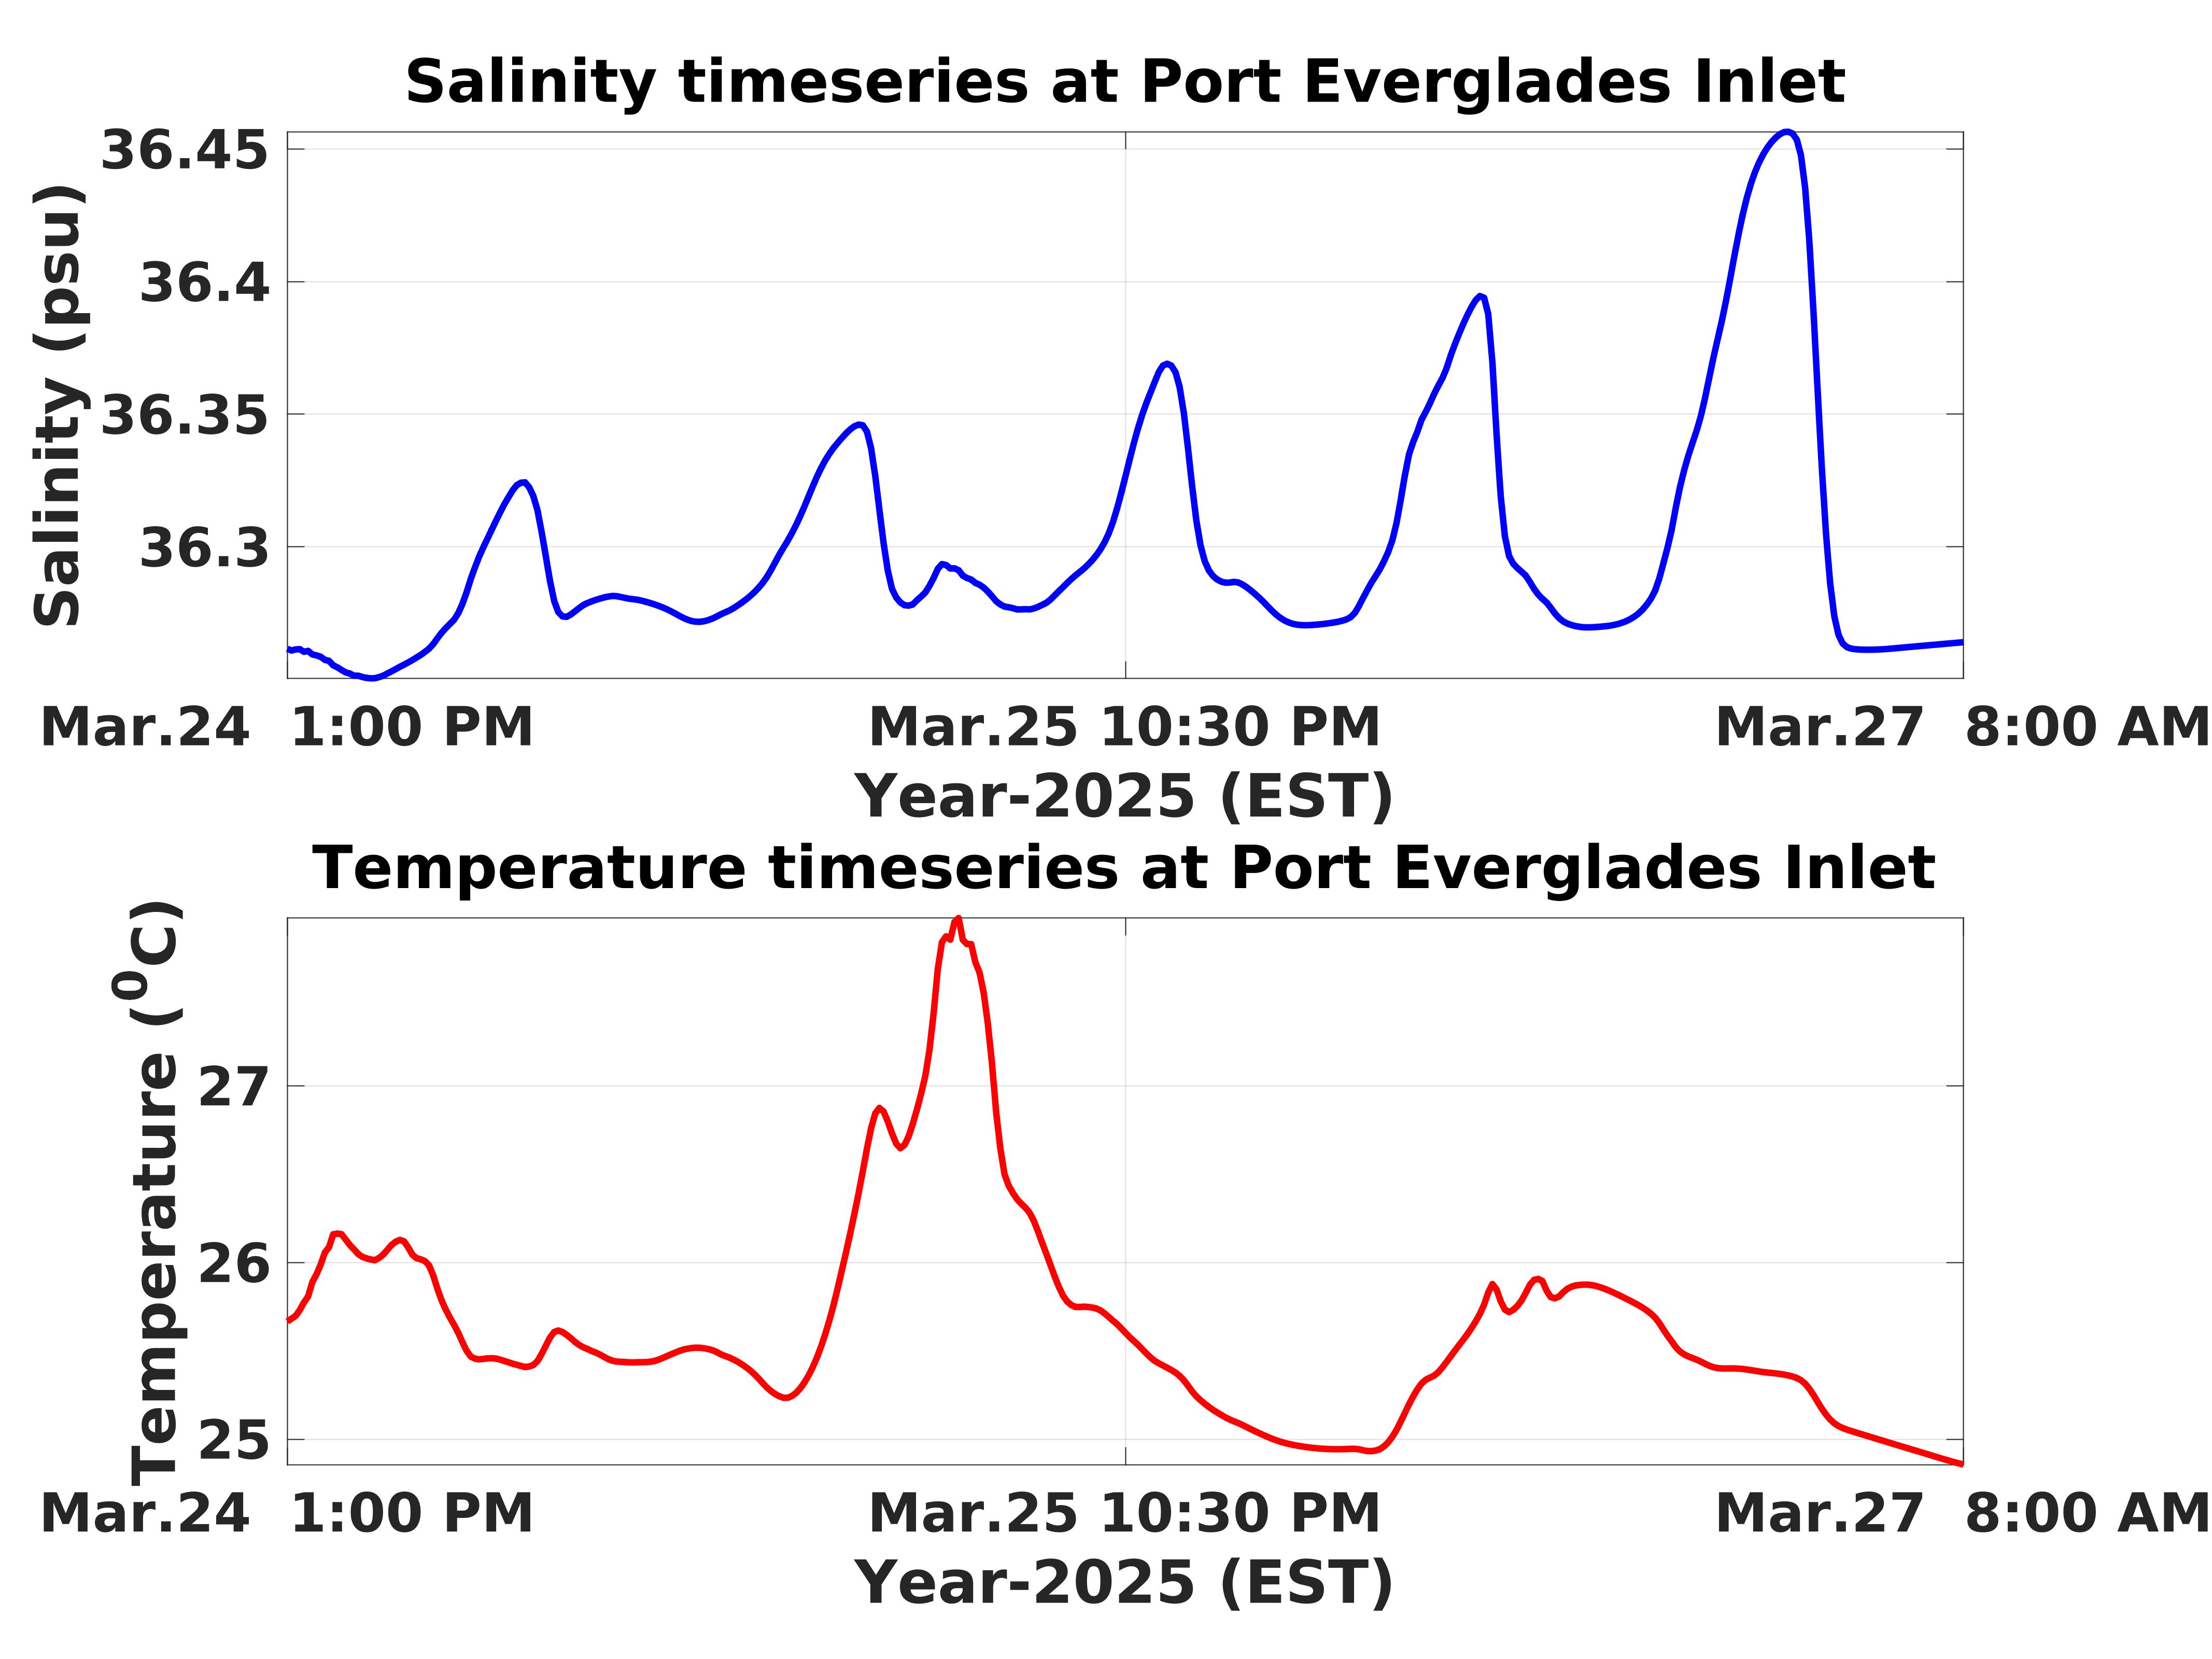 Salinity timeseries at Port Everglades Inlet
Salinity (psu)
36.45
36.4
36.35
36.3
Mar.24 1:00 PM Mar.25 10:30 PM Mar.27 8:00 AM
Year-2025 (EST)
Temperature timeseries at Port Everglades Inlet
Temperature (⁰C)
27
26
25
Mar.24 1:00 PM Mar.25 10:30 PM Mar.27 8:00 AM
Year-2025 (EST)